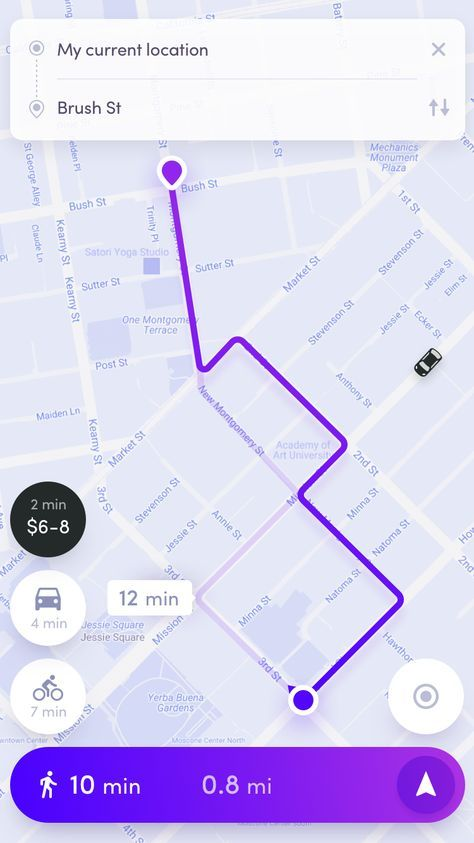 My current location
Brush St
Mechanics
Monument
Plaza
St George Alley
Bush St
Bush St
1st St
Claude Ln
Kearny St
Trinity Pl
Satori Yoga Studio
Sutter St
Sutter St
Market St
Stevenson St
Jessie St
Elim St
One Montgomery
Terrace
Stevenson St
Jessie St
Ecker St
Post St
Anthony St
Maiden Ln
New Montgomery St
Kearny St
Market St
Academy of
Art University
2nd St
3rd St
Stevenson St
Minna St
2 min
$6-8
Annie St
Jessie St
Natoma St
12 min
Minna St
4 min
Jessie Square
Jessie Square
Mission
Hawthorne
3rd St
7 min
Yerba Buena
Gardens
Moscone Center North
10 min
0.8 mi
4th St